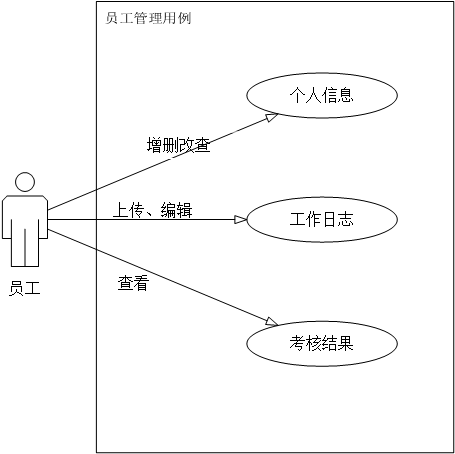 员工管理用例
个人信息
增删改查
上传、编辑
工作日志
员工
查看
考核结果